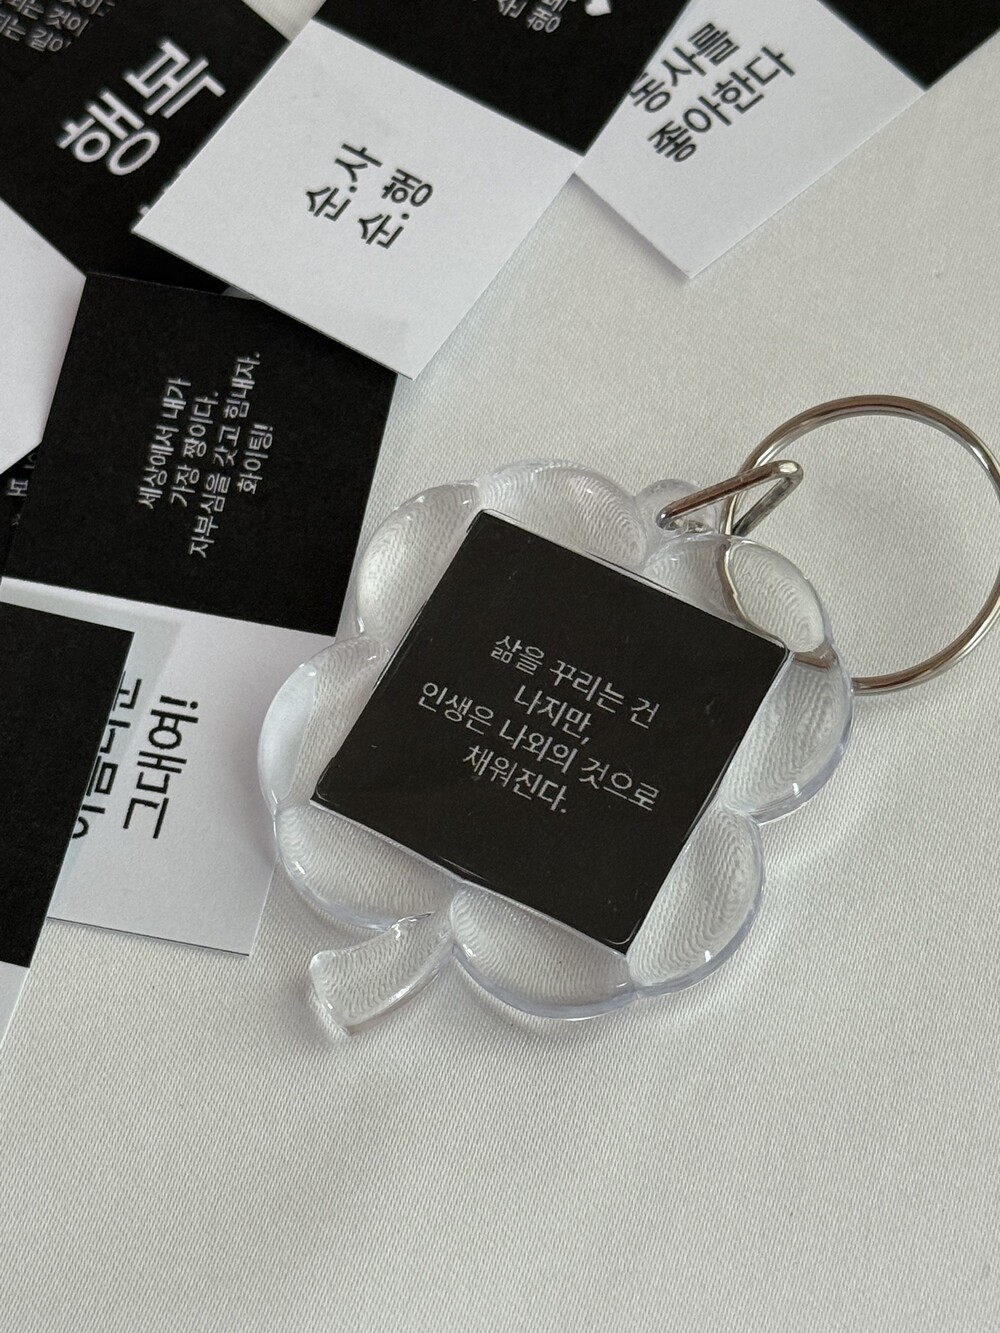 행복
순.사
순.행
동사를
좋아한다
세상에서 내가
가장 짱이다.
자부심을 갖고 힘내자.
화이팅!
그대여!
삶을 꾸리는 건
나지만,
인생은 나외의 것으로
채워진다.